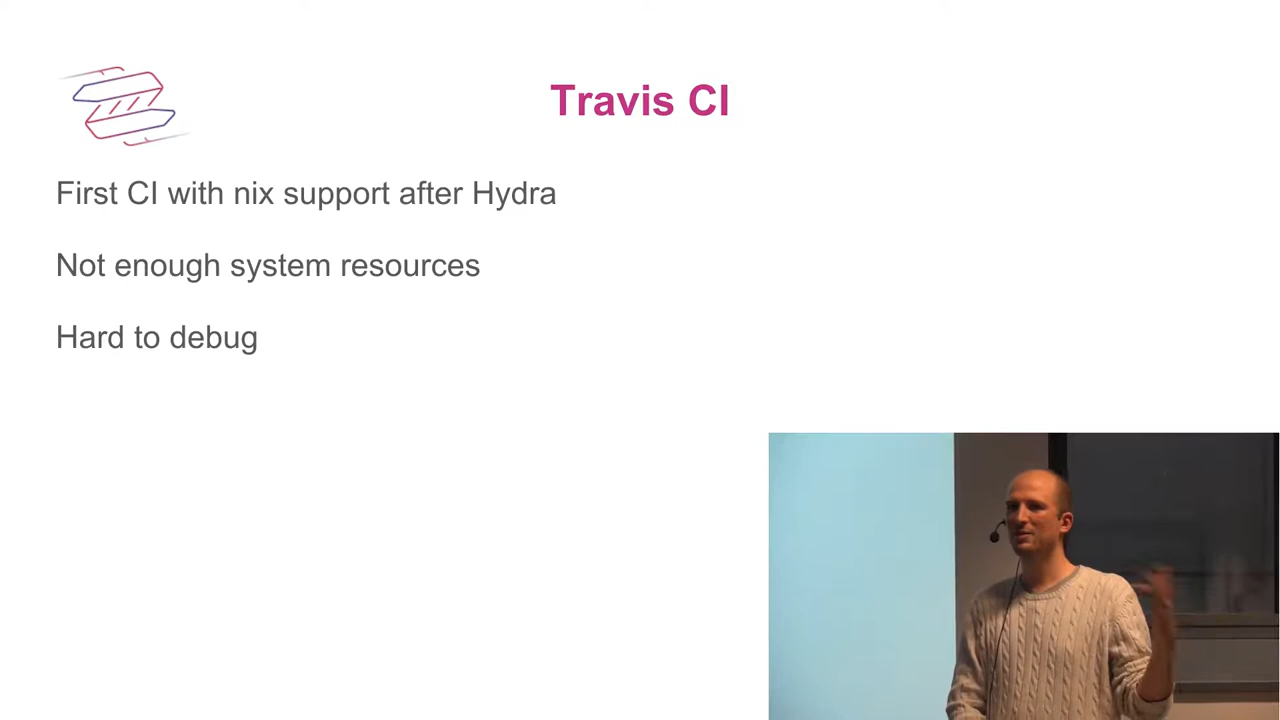 Travis CI
First CI with nix support after Hydra
Not enough system resources
Hard to debug